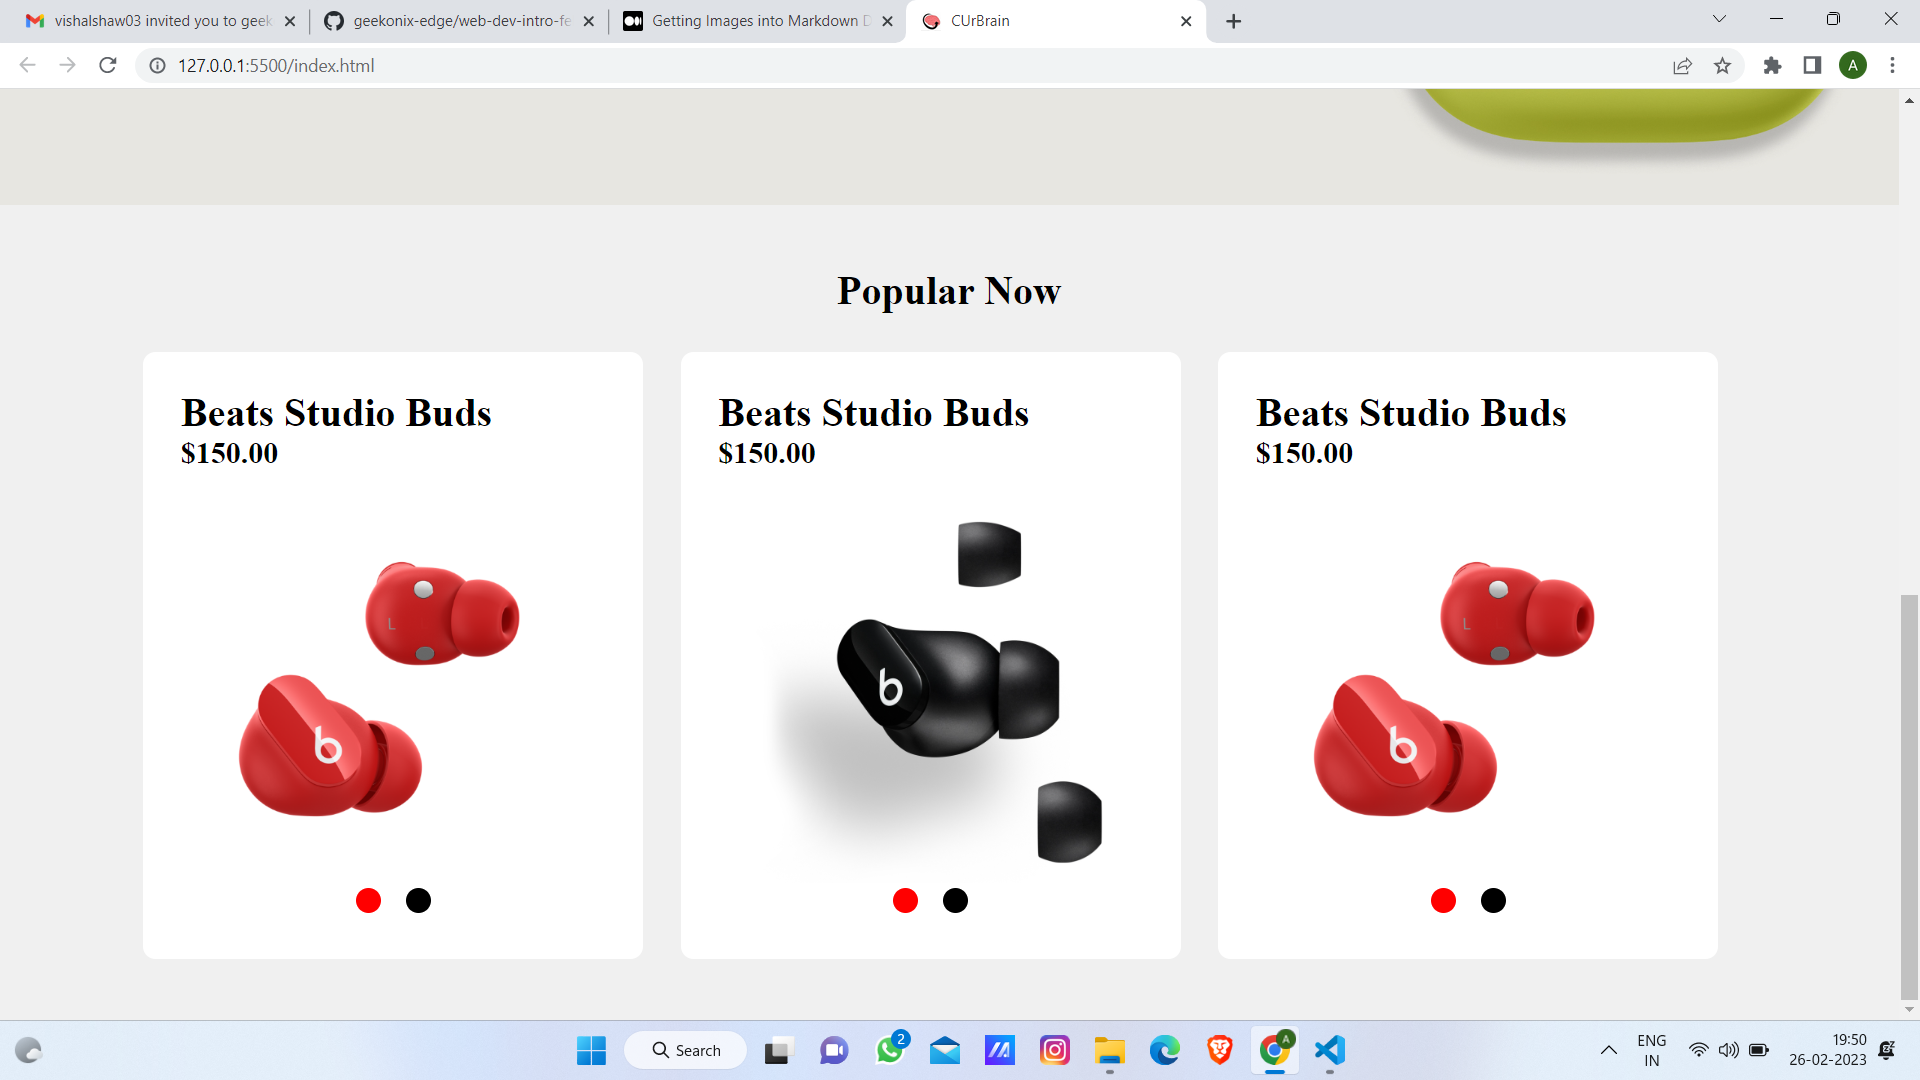 vishalshaw03 invited you to geek
geekonix-edge/web-dev-intro-fe
Getting Images into Markdown D
CUrBrain
127.0.0.1:5500/index.html
A
Popular Now
Beats Studio Buds
$150.00
L
b
Beats Studio Buds
$150.00
b
Beats Studio Buds
$150.00
L
b
Search
2
A
ENG
IN
19:50
26-02-2023